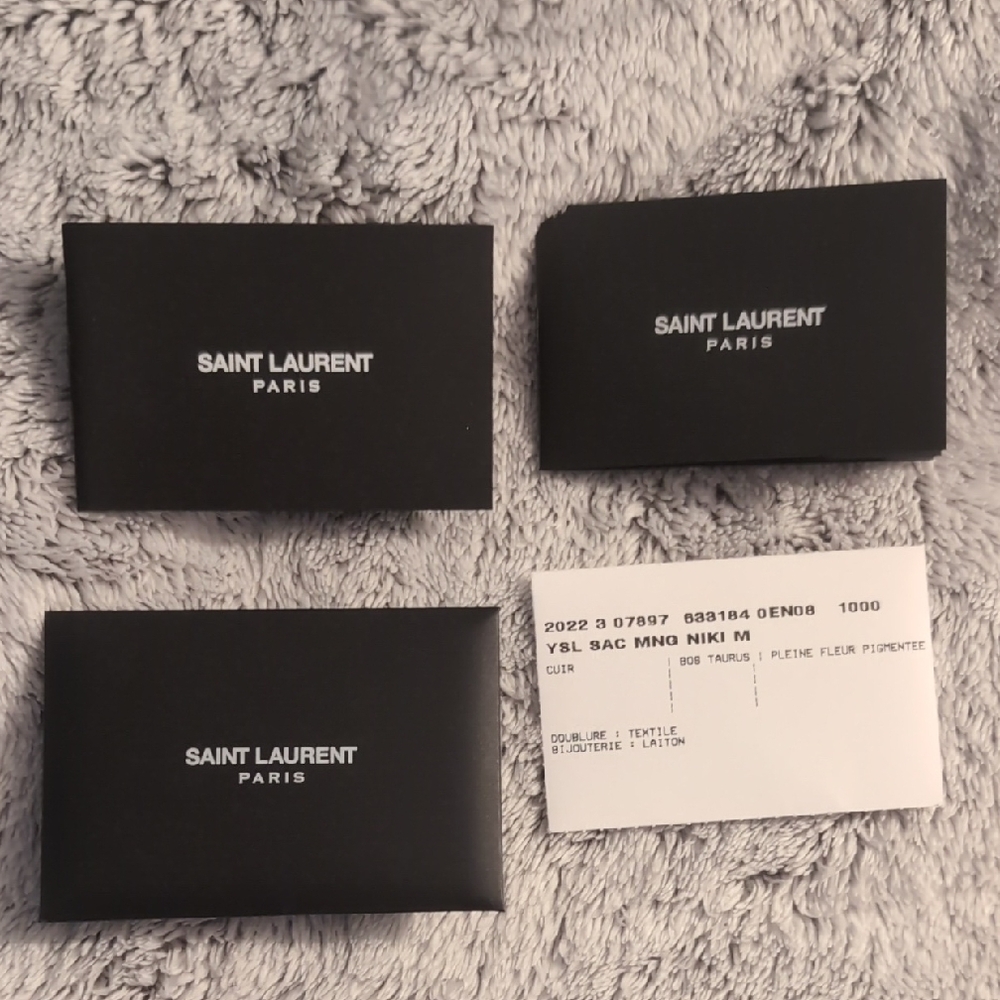 SAINT LAURENT
PARIS
SAINT LAURENT
PARIS
SAINT LAURENT
PARIS
2022 3 07897 633184 0EN08 1000
YSL SAC MNG NIKI M
CUIR | BOS TAURUS | PLEINE FLEUR PIGMENTEE
DOUBLURE : TEXTILE
BIJOUTERIE : LAITON